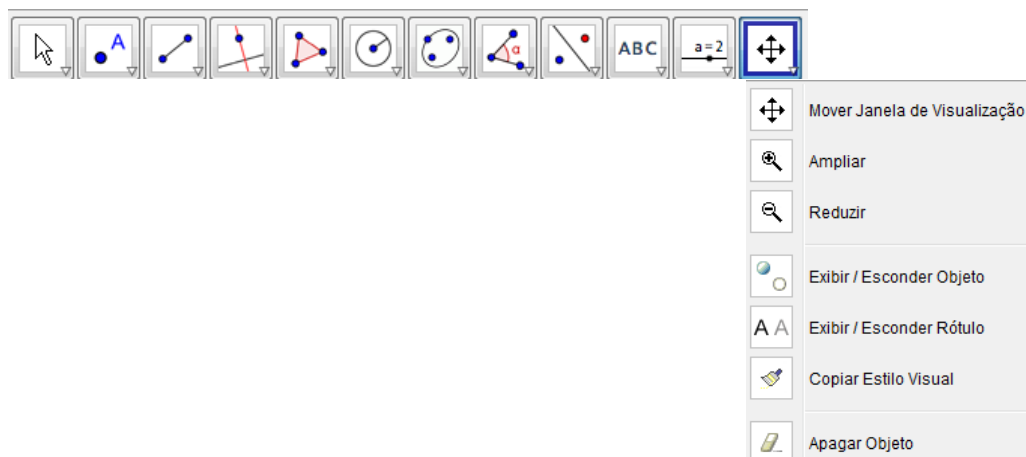 A α ABC a=2
Mover Janela de Visualização
Ampliar
Reduzir
Exibir / Esconder Objeto
A A Exibir / Esconder Rótulo
Copiar Estilo Visual
Apagar Objeto